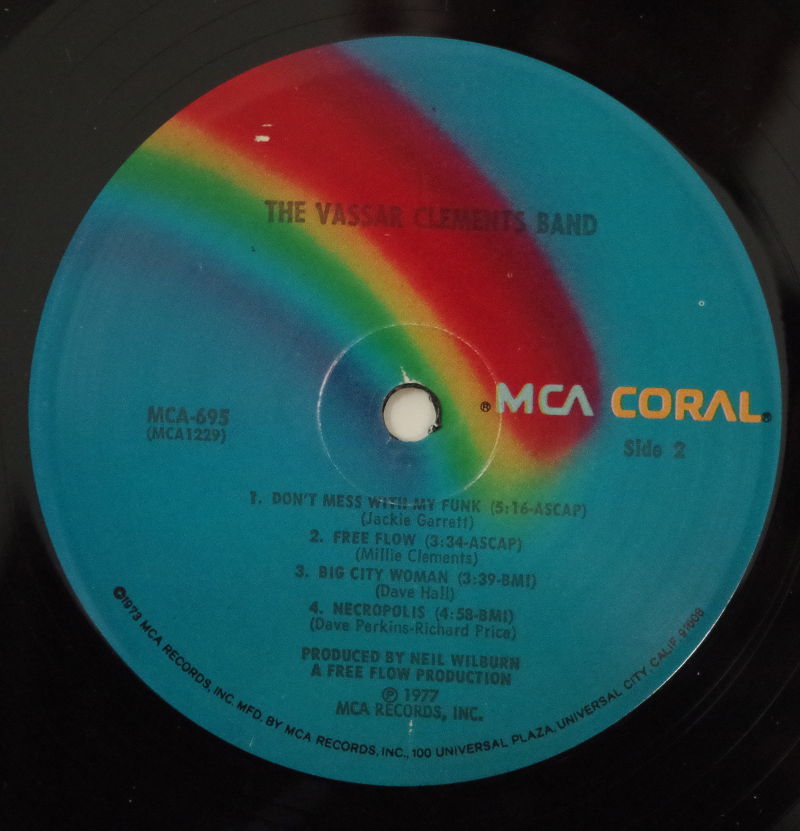 THE VASSAR CLEMENTS BAND
® MCA CORAL®
MCA-695
(MCA1229)
Side 2
1. DON'T MESS WITH MY FUNK (5:16-ASCAP)
(Jackie Garrett)
2. FREE FLOW (3:34-ASCAP)
(Millie Clements)
3. BIG CITY WOMAN (3:39-BMI)
(Dave Hall)
4. NECROPOLIS (4:58-BMI)
(Dave Perkins-Richard Price)
PRODUCED BY NEIL WILBURN
A FREE FLOW PRODUCTION
℗ 1977
MCA RECORDS, INC.
©1973 MCA RECORDS, INC. MFD. BY MCA RECORDS, INC., 100 UNIVERSAL PLAZA, UNIVERSAL CITY, CALIF. 91608